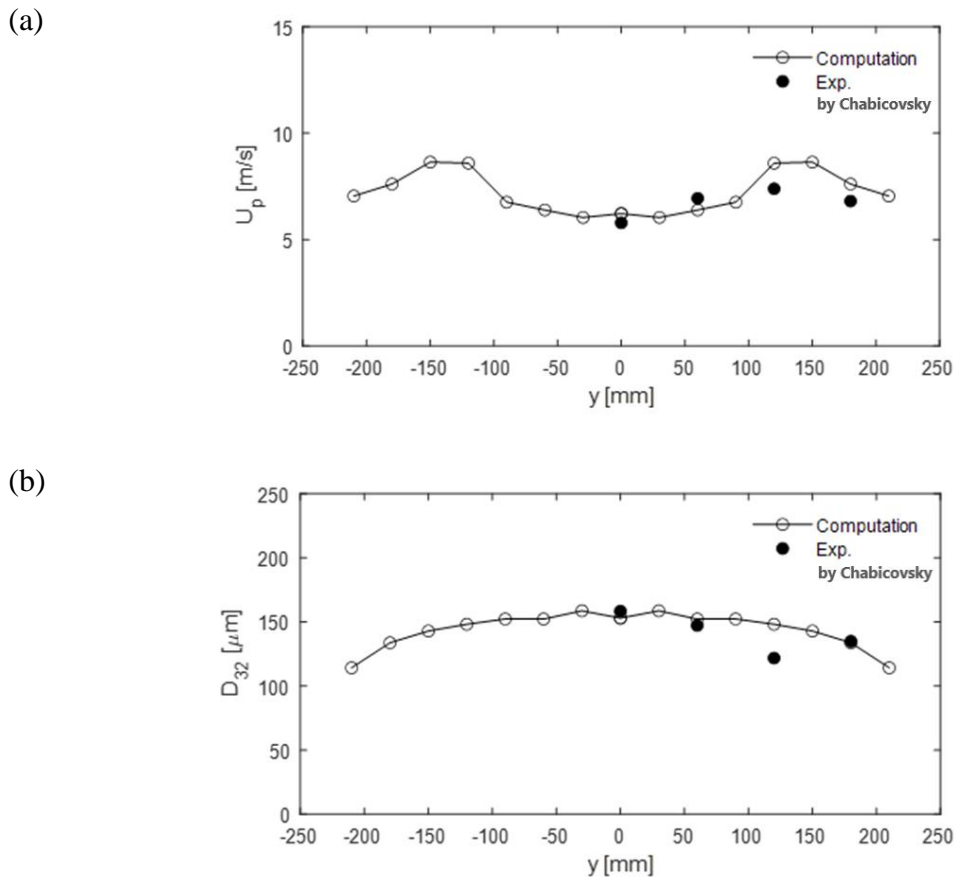 (a)
15
10
5
0
U_p [m/s]
Computation
Exp.
by Chabicovsky
-250 -200 -150 -100 -50 0 50 100 150 200 250
y [mm]
(b)
250
200
150
100
50
0
D_32 [μm]
Computation
Exp.
by Chabicovsky
-250 -200 -150 -100 -50 0 50 100 150 200 250
y [mm]